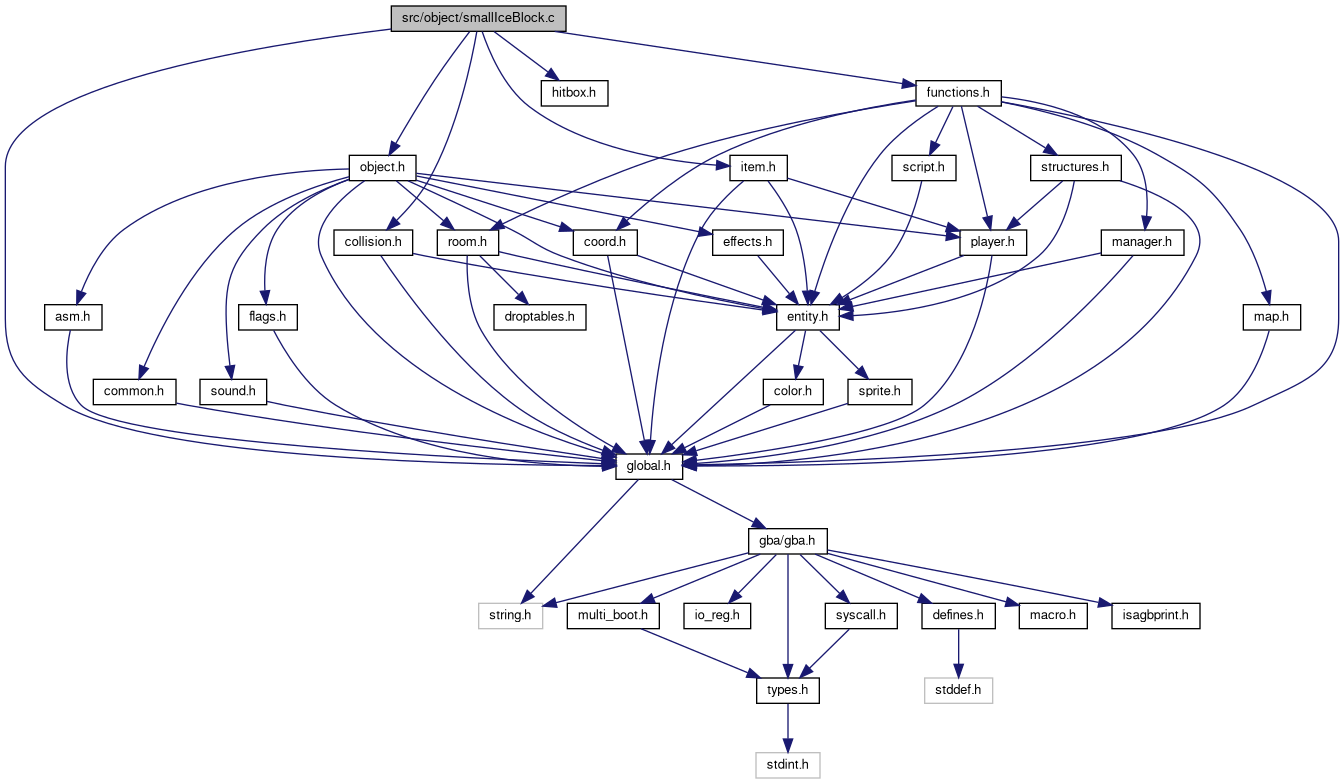 src/object/smallIceBlock.c
hitbox.h
functions.h
object.h
item.h
script.h
structures.h
collision.h
room.h
coord.h
effects.h
player.h
manager.h
asm.h
flags.h
droptables.h
entity.h
map.h
common.h
sound.h
color.h
sprite.h
global.h
gba/gba.h
string.h
multi_boot.h
io_reg.h
syscall.h
defines.h
macro.h
isagbprint.h
types.h
stddef.h
stdint.h